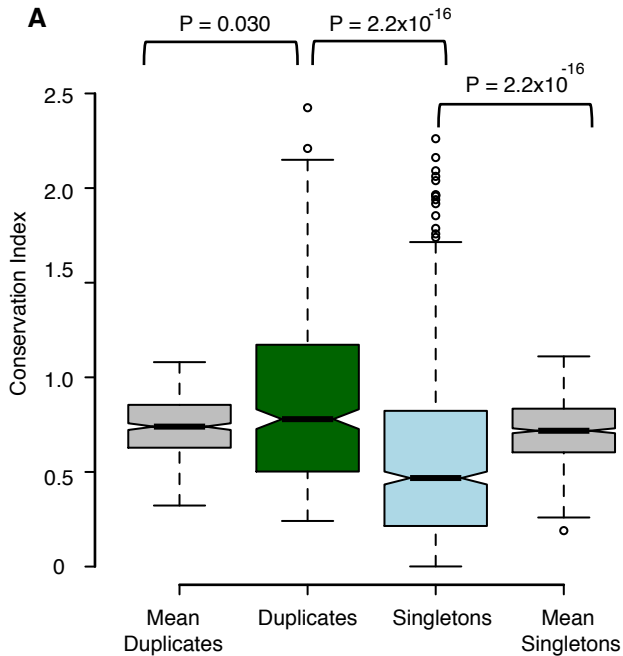 A
P = 0.030
P = 2.2x10-16
P = 2.2x10-16
Conservation Index
2.5
2.0
1.5
1.0
0.5
0
Mean Duplicates
Duplicates
Singletons
Mean Singletons